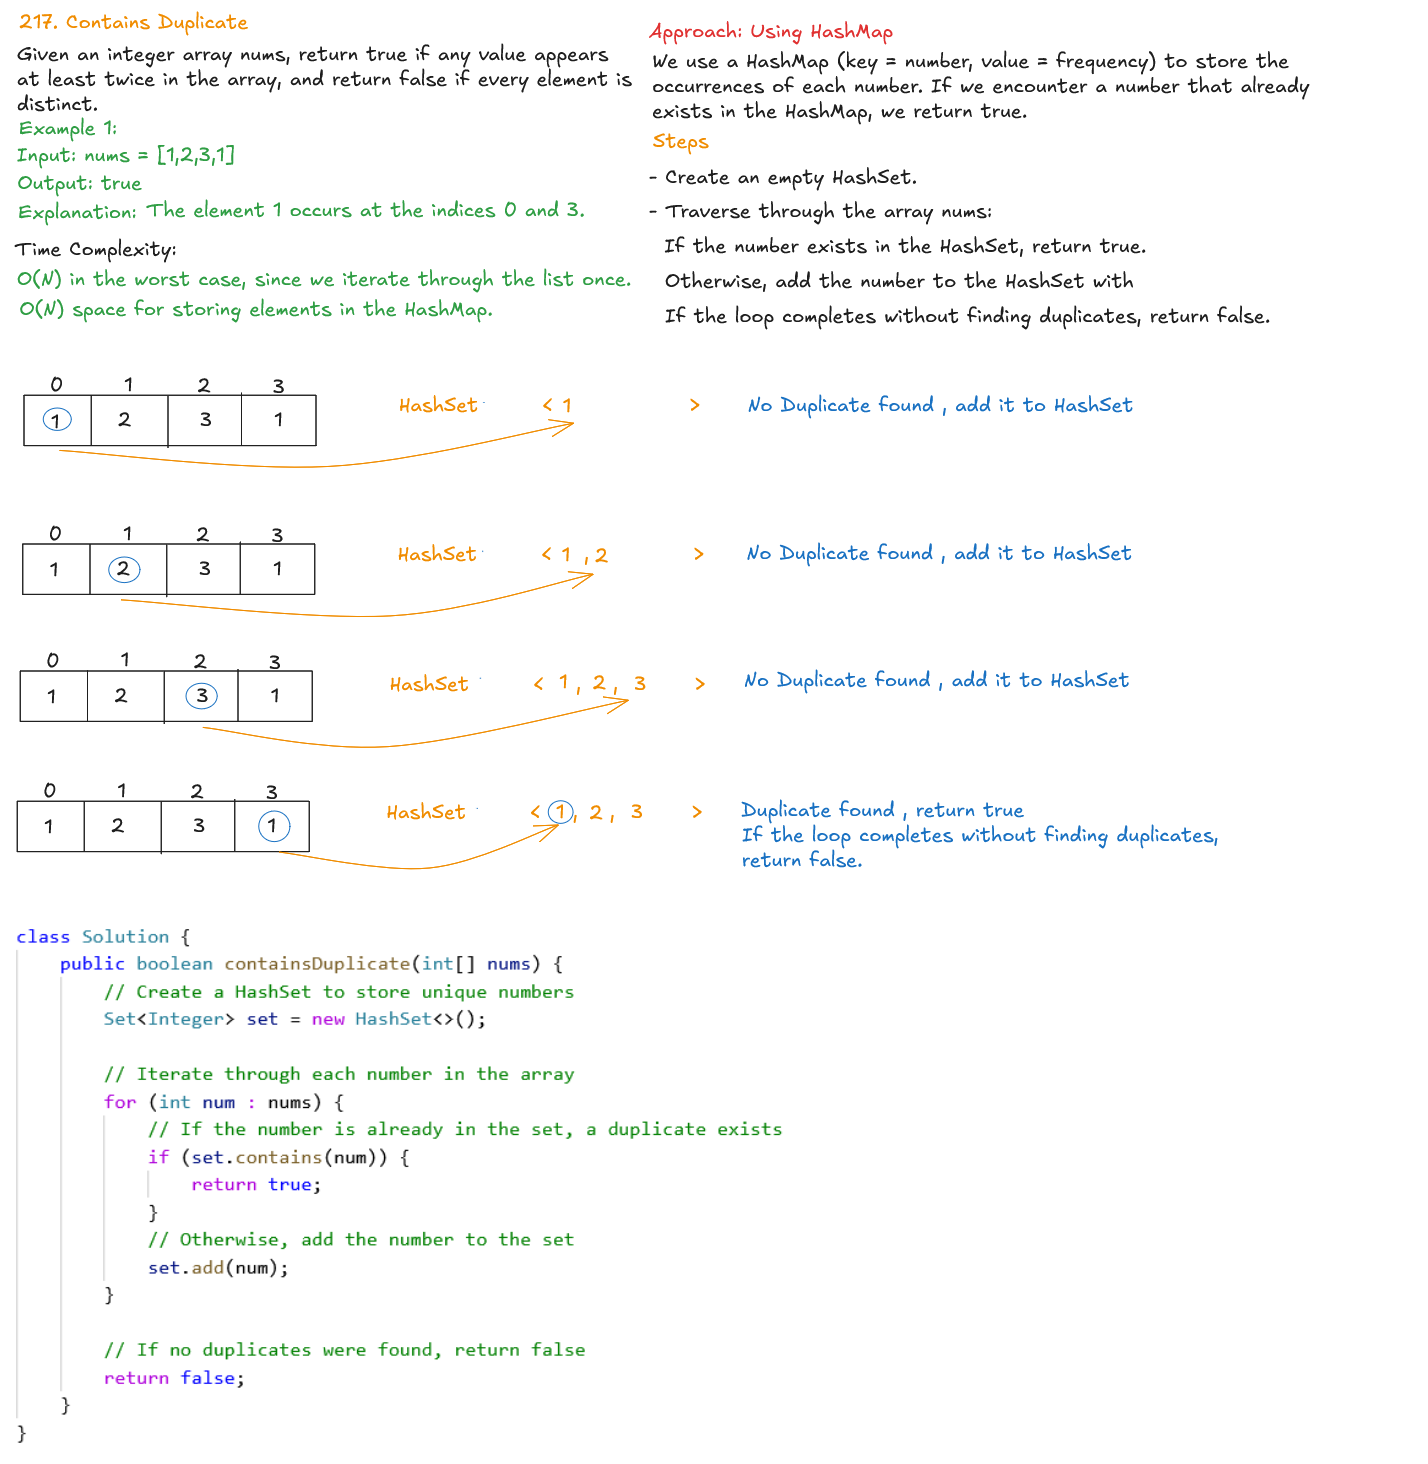 217. Contains Duplicate
Given an integer array nums, return true if any value appears
at least twice in the array, and return false if every element is
distinct.
Example 1:
Input: nums = [1,2,3,1]
Output: true
Explanation: The element 1 occurs at the indices 0 and 3.
Time Complexity:
O(N) in the worst case, since we iterate through the list once.
O(N) space for storing elements in the HashMap.
Approach: Using HashMap
We use a HashMap (key = number, value = frequency) to store the
occurrences of each number. If we encounter a number that already
exists in the HashMap, we return true.
Steps
- Create an empty HashSet.
- Traverse through the array nums:
If the number exists in the HashSet, return true.
Otherwise, add the number to the HashSet with
If the loop completes without finding duplicates, return false.
0 1 2 3
1 2 3 1 HashSet < 1 > No Duplicate found , add it to HashSet
0 1 2 3
1 2 3 1 HashSet < 1 ,2 > No Duplicate found , add it to HashSet
0 1 2 3
1 2 3 1 HashSet < 1, 2, 3 > No Duplicate found , add it to HashSet
0 1 2 3
1 2 3 1 HashSet < 1, 2, 3 > Duplicate found , return true
If the loop completes without finding duplicates,
return false.
class Solution {
    public boolean containsDuplicate(int[] nums) {
        // Create a HashSet to store unique numbers
        Set<Integer> set = new HashSet<>();
        // Iterate through each number in the array
        for (int num : nums) {
            // If the number is already in the set, a duplicate exists
            if (set.contains(num)) {
                return true;
            }
            // Otherwise, add the number to the set
            set.add(num);
        }
        // If no duplicates were found, return false
        return false;
    }
}